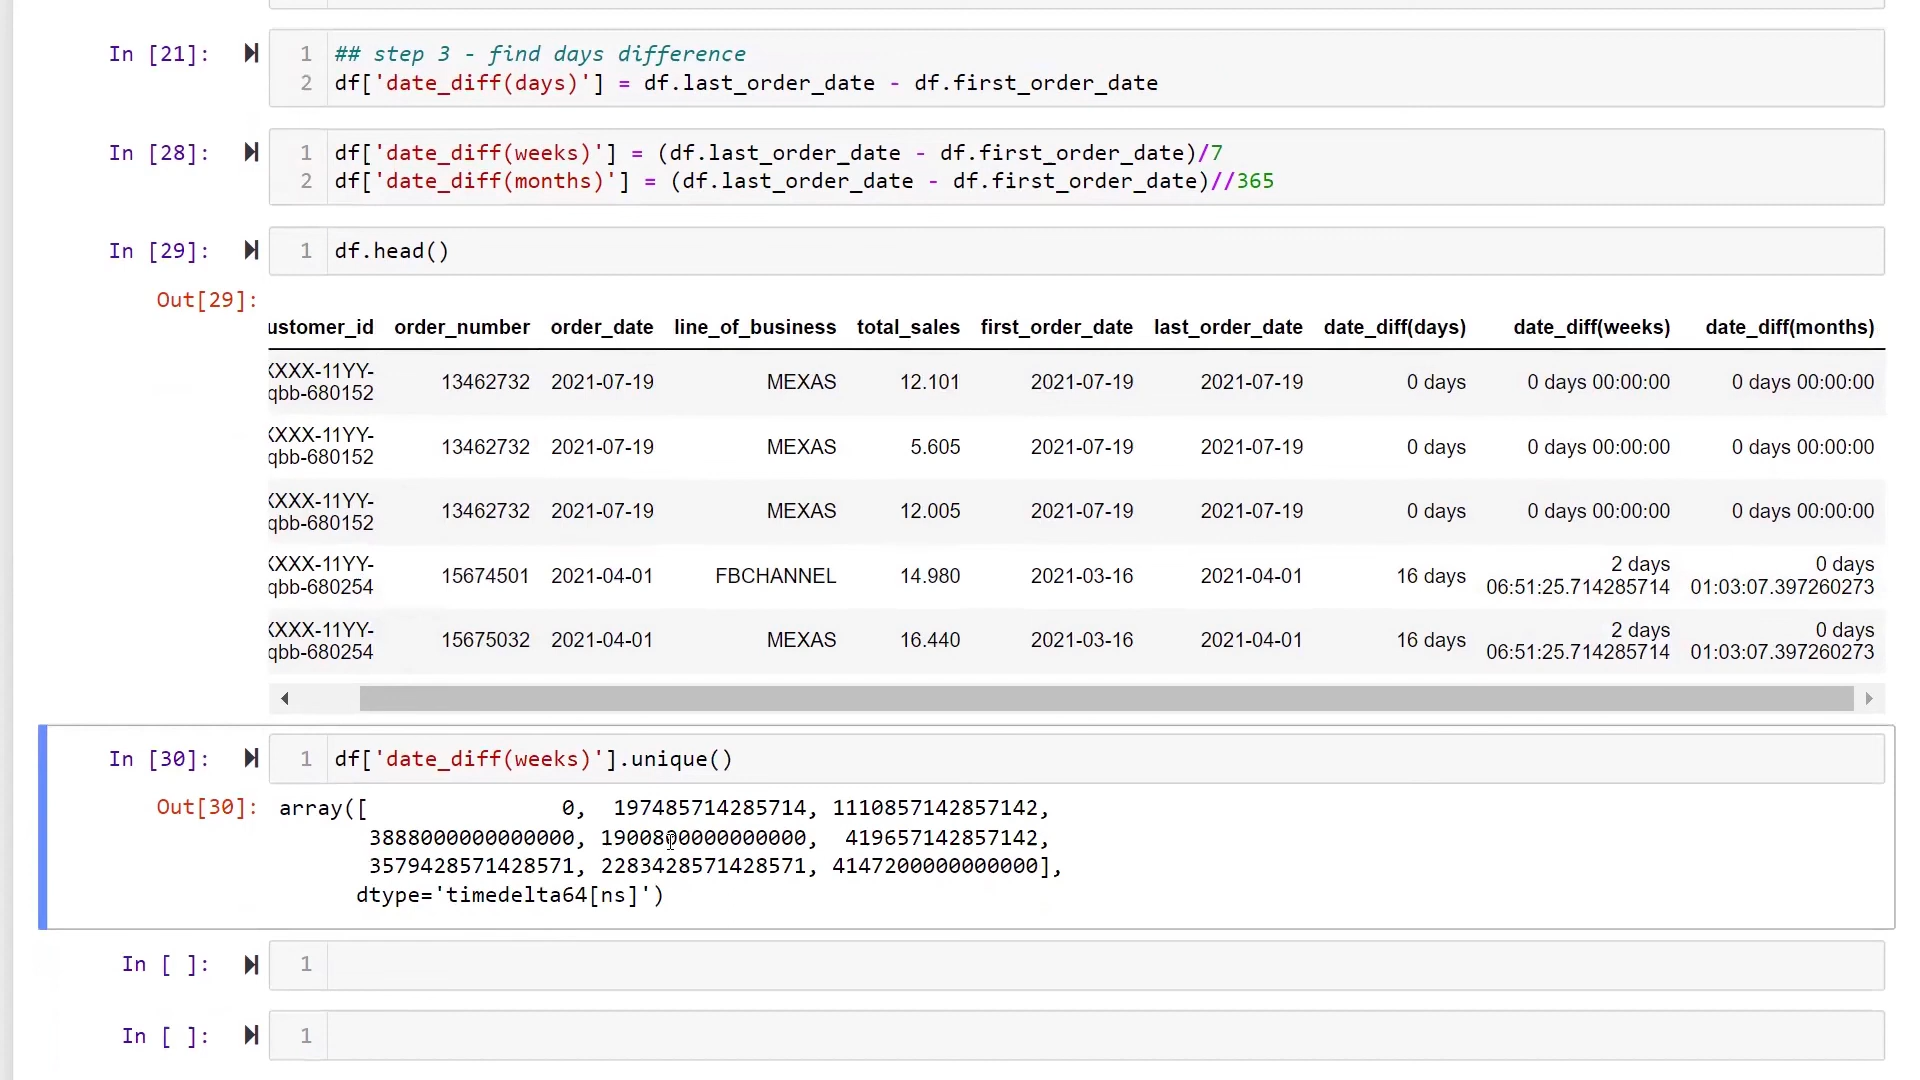 In [21]:
1 ## step 3 - find days difference
2 df['date_diff(days)'] = df.last_order_date - df.first_order_date
In [28]:
1 df['date_diff(weeks)'] = (df.last_order_date - df.first_order_date)/7
2 df['date_diff(months)'] = (df.last_order_date - df.first_order_date)//365
In [29]:
1 df.head()
Out[29]:
ustomer_id order_number order_date line_of_business total_sales first_order_date last_order_date date_diff(days) date_diff(weeks) date_diff(months)
XXXX-11YY-
qbb-680152 13462732 2021-07-19 MEXAS 12.101 2021-07-19 2021-07-19 0 days 0 days 00:00:00 0 days 00:00:00
XXXX-11YY-
qbb-680152 13462732 2021-07-19 MEXAS 5.605 2021-07-19 2021-07-19 0 days 0 days 00:00:00 0 days 00:00:00
XXXX-11YY-
qbb-680152 13462732 2021-07-19 MEXAS 12.005 2021-07-19 2021-07-19 0 days 0 days 00:00:00 0 days 00:00:00
XXXX-11YY- 2 days 0 days
qbb-680254 15674501 2021-04-01 FBCHANNEL 14.980 2021-03-16 2021-04-01 16 days 06:51:25.714285714 01:03:07.397260273
XXXX-11YY- 2 days 0 days
qbb-680254 15675032 2021-04-01 MEXAS 16.440 2021-03-16 2021-04-01 16 days 06:51:25.714285714 01:03:07.397260273
In [30]:
1 df['date_diff(weeks)'].unique()
Out[30]: array([ 0, 197485714285714, 1110857142857142,
3888000000000000, 1900800000000000, 419657142857142,
3579428571428571, 2283428571428571, 4147200000000000],
dtype='timedelta64[ns]')
In [ ]: 1
In [ ]: 1